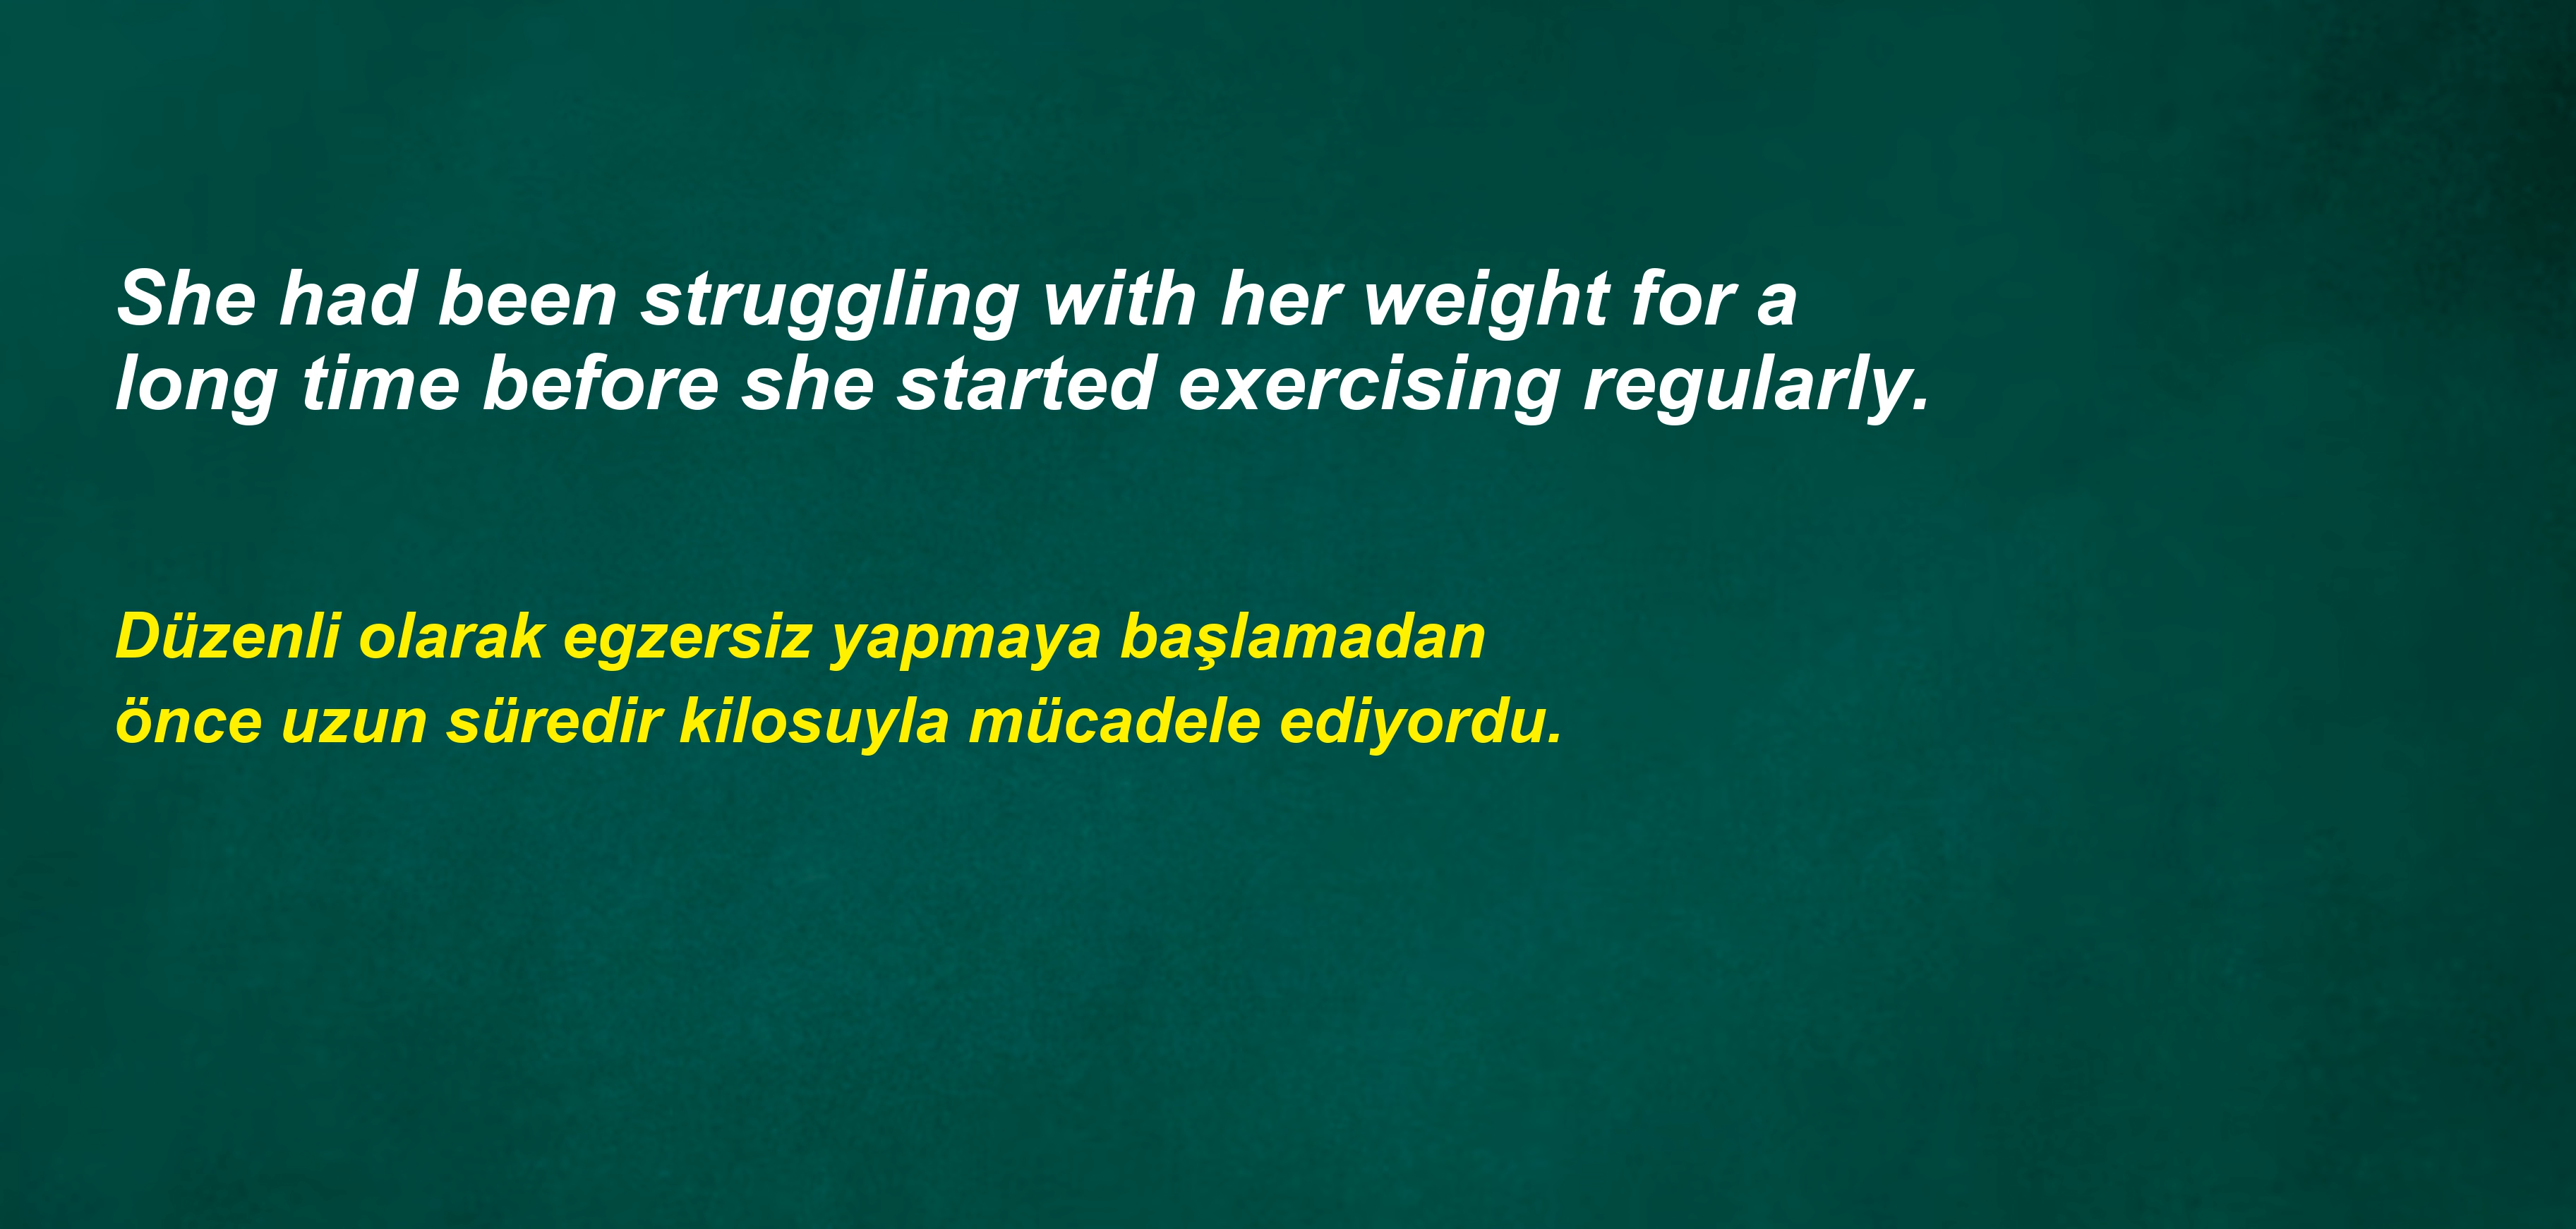 She had been struggling with her weight for a
long time before she started exercising regularly.
Düzenli olarak egzersiz yapmaya başlamadan
önce uzun süredir kilosuyla mücadele ediyordu.